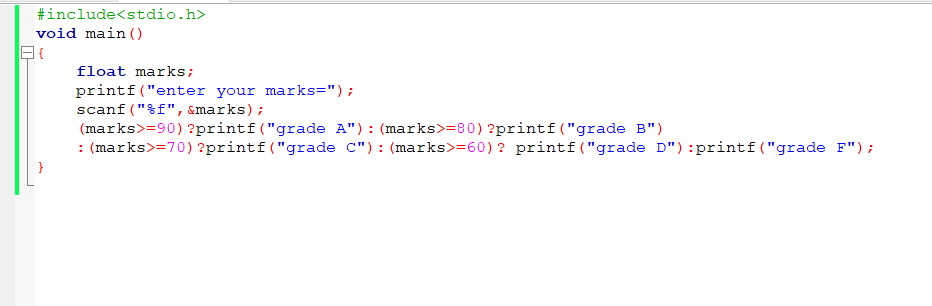 #include<stdio.h>
void main()
{
float marks;
printf("enter your marks=");
scanf("%f",&marks);
(marks>=90)?printf("grade A"):(marks>=80)?printf("grade B")
:(marks>=70)?printf("grade C"):(marks>=60)? printf("grade D"):printf("grade F");
}